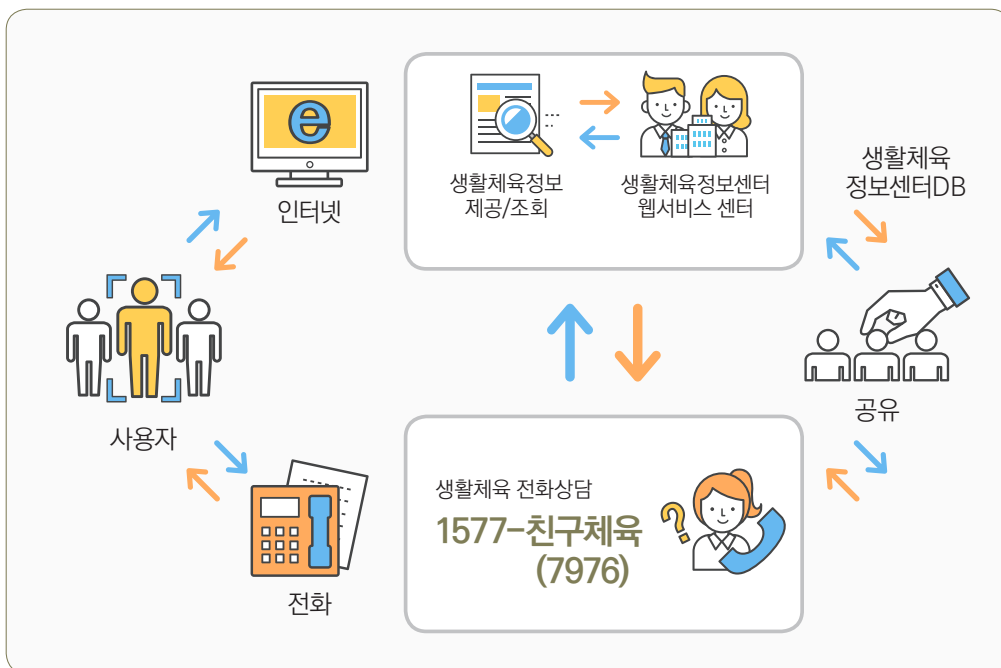 e
인터넷
생활체육정보
제공/조회
생활체육정보센터
웹서비스 센터
생활체육
정보센터DB
사용자
공유
전화
생활체육 전화상담
1577-친구체육
(7976)
?